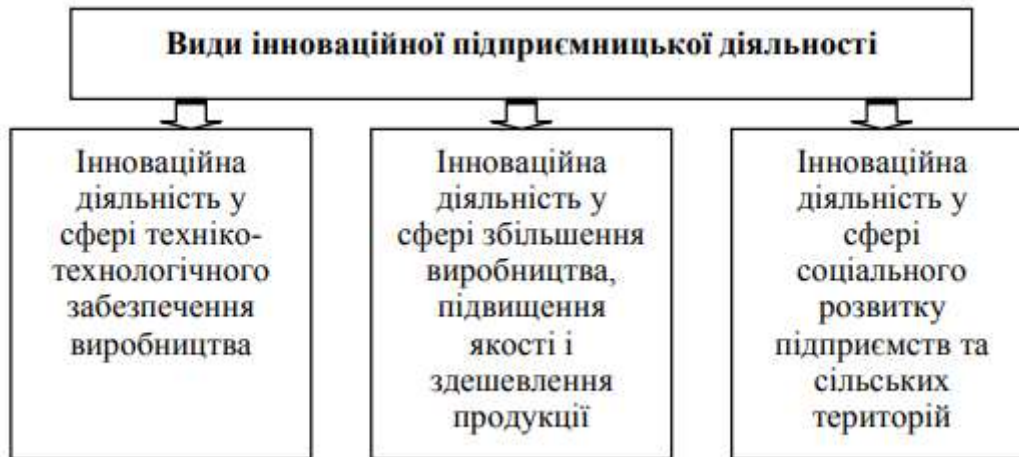 Види інноваційної підприємницької діяльності
Інноваційна
діяльність у
сфері техніко-
технологічного
забезпечення
виробництва
Інноваційна
діяльність у
сфері збільшення
виробництва,
підвищення
якості і
здешевлення
продукції
Інноваційна
діяльність у
сфері
соціального
розвитку
підприємств та
сільських
територій